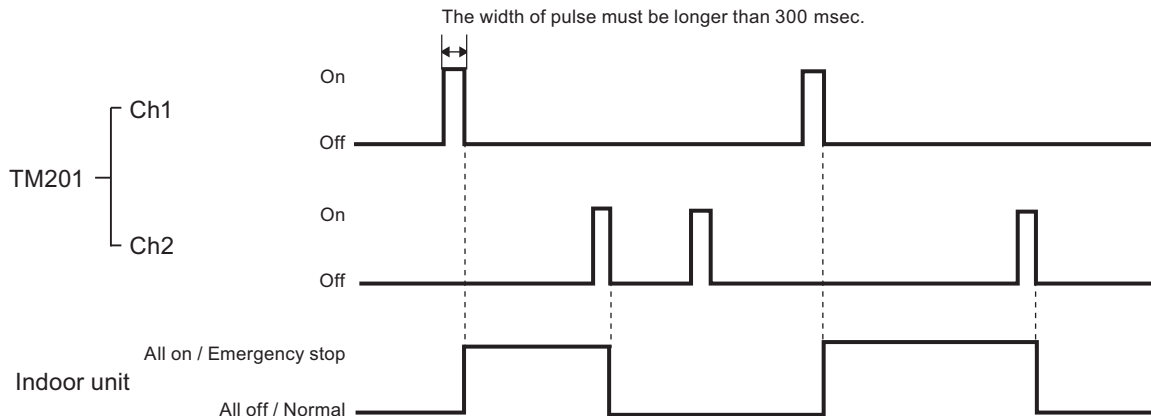 The width of pulse must be longer than 300 msec.
On
Ch1
Off
TM201
On
Ch2
Off
All on / Emergency stop
Indoor unit
All off / Normal